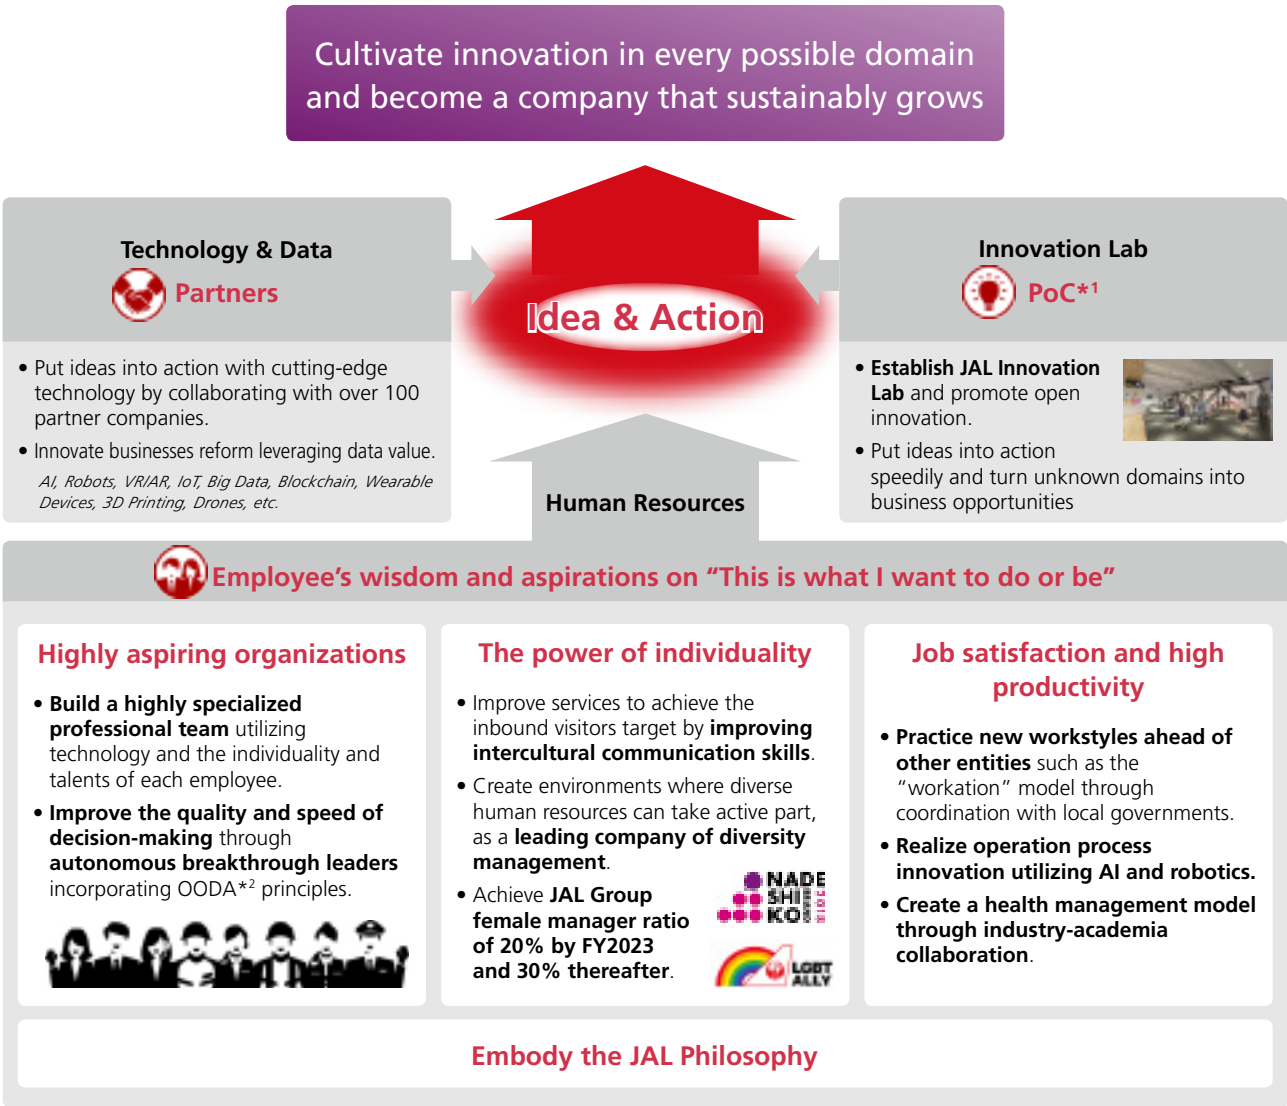 Cultivate innovation in every possible domain
and become a company that sustainably grows
Technology & Data
Partners
• Put ideas into action with cutting-edge
technology by collaborating with over 100
partner companies.
• Innovate businesses reform leveraging data value.
AI, Robots, VR/AR, IoT, Big Data, Blockchain, Wearable
Devices, 3D Printing, Drones, etc.
Idea & Action
Innovation Lab
PoC*1
• Establish JAL Innovation
Lab and promote open
innovation.
• Put ideas into action
speedily and turn unknown domains into
business opportunities
Human Resources
Employee’s wisdom and aspirations on “This is what I want to do or be”
Highly aspiring organizations
• Build a highly specialized
professional team utilizing
technology and the individuality and
talents of each employee.
• Improve the quality and speed of
decision-making through
autonomous breakthrough leaders
incorporating OODA*2 principles.
The power of individuality
• Improve services to achieve the
inbound visitors target by improving
intercultural communication skills.
• Create environments where diverse
human resources can take active part,
as a leading company of diversity
management.
• Achieve JAL Group
female manager ratio
of 20% by FY2023
and 30% thereafter.
NADE
SHI
KO
LGBT
ALLY
Job satisfaction and high
productivity
• Practice new workstyles ahead of
other entities such as the
“workation” model through
coordination with local governments.
• Realize operation process
innovation utilizing AI and robotics.
• Create a health management model
through industry-academia
collaboration.
Embody the JAL Philosophy